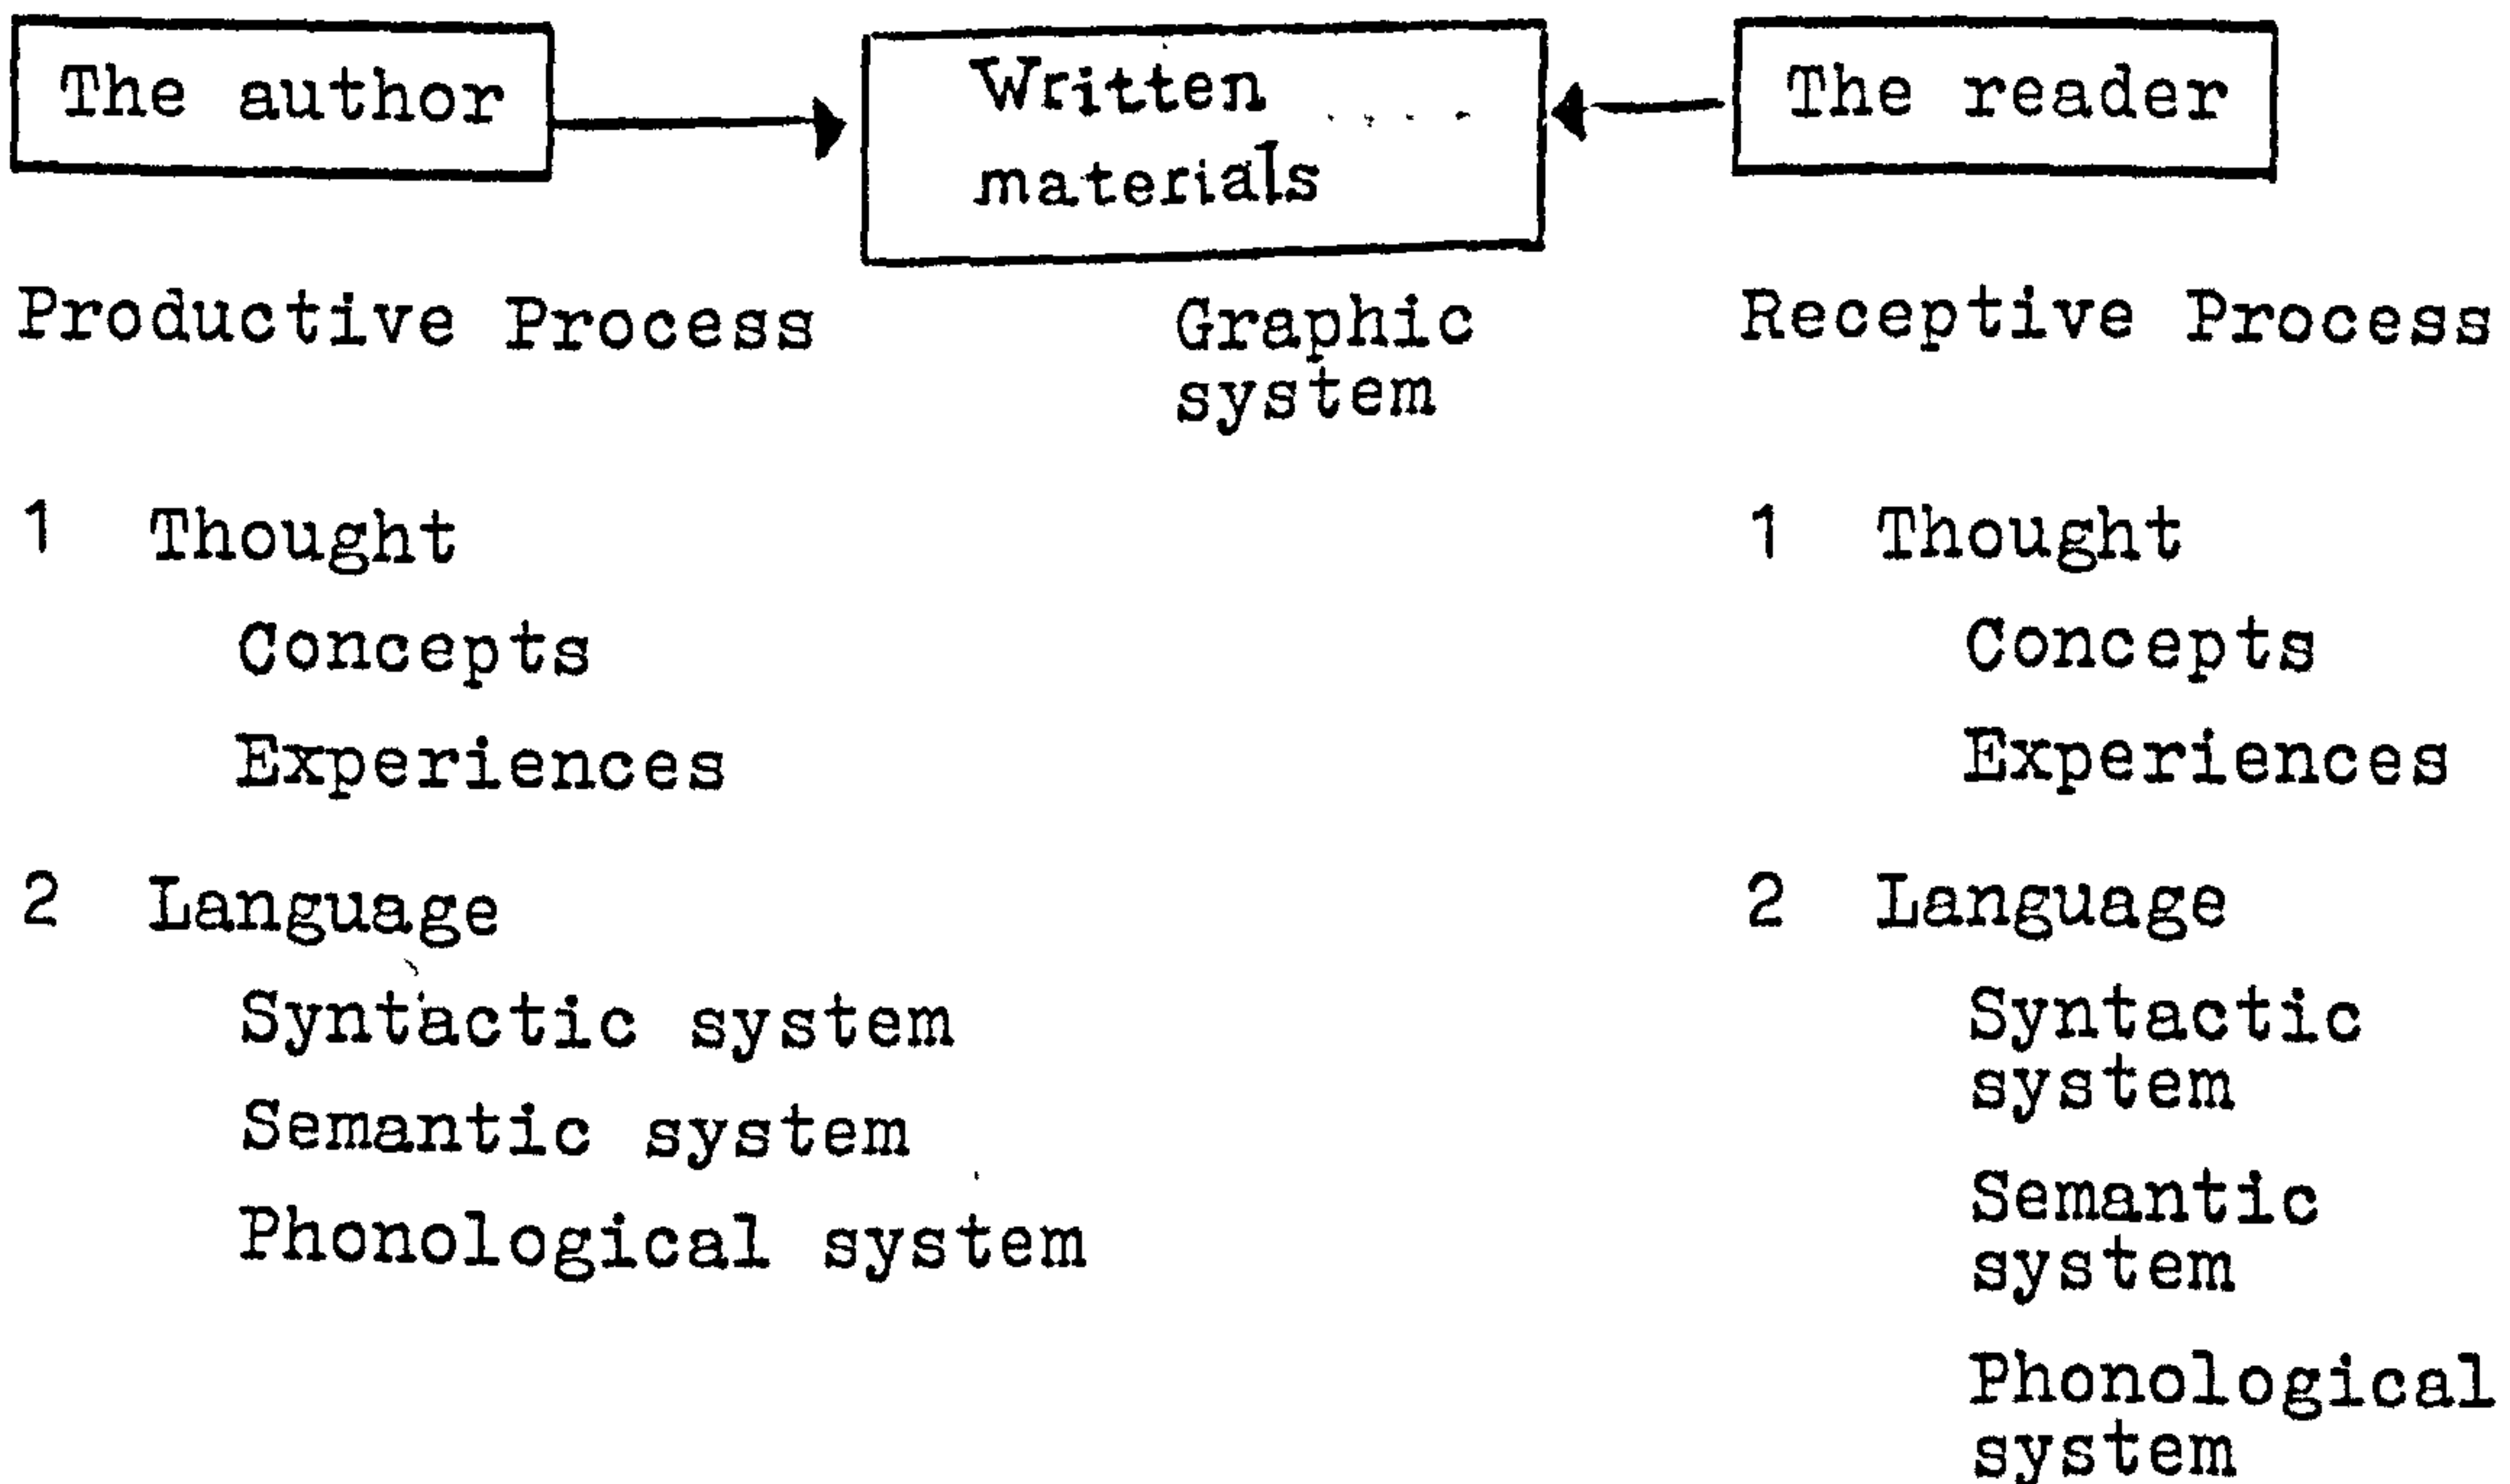 The author
Written
materials
The reader
Productive Process
Graphic
system
Receptive Process
1 Thought
Concepts
Experiences
2 Language
Syntactic system
Semantic system
Phonological system
1 Thought
Concepts
Experiences
2 Language
Syntactic
system
Semantic
system
Phonological
system